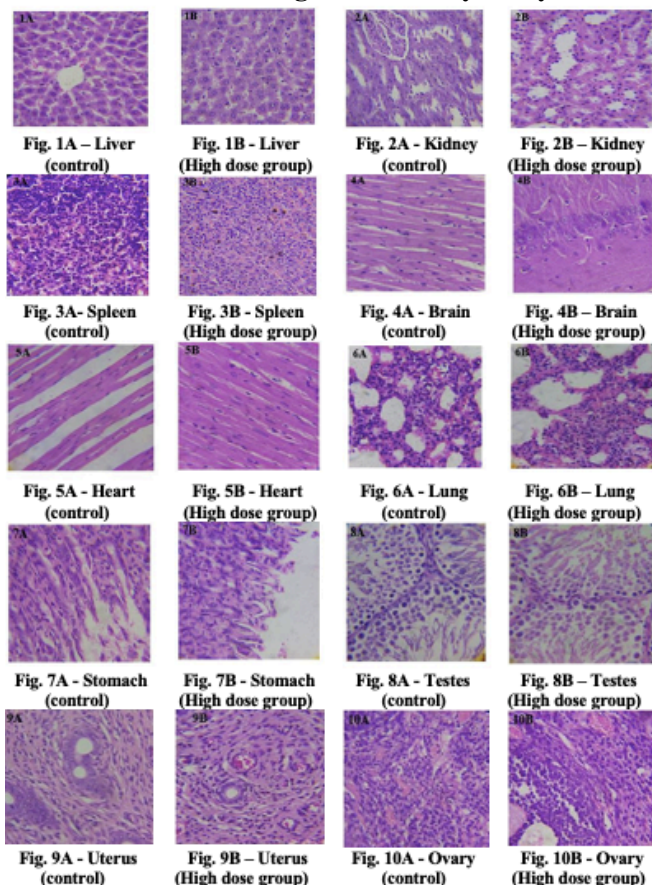 1A
1B
2A
2B
Fig. 1A – Liver
(control)
Fig. 1B - Liver
(High dose group)
Fig. 2A - Kidney
(control)
Fig. 2B – Kidney
(High dose group)
3A
3B
4A
4B
Fig. 3A- Spleen
(control)
Fig. 3B - Spleen
(High dose group)
Fig. 4A - Brain
(control)
Fig. 4B – Brain
(High dose group)
5A
5B
6A
6B
Fig. 5A - Heart
(control)
Fig. 5B - Heart
(High dose group)
Fig. 6A - Lung
(control)
Fig. 6B – Lung
(High dose group)
7A
7B
8A
8B
Fig. 7A - Stomach
(control)
Fig. 7B - Stomach
(High dose group)
Fig. 8A - Testes
(control)
Fig. 8B – Testes
(High dose group)
9A
9B
10A
10B
Fig. 9A - Uterus
(control)
Fig. 9B – Uterus
(High dose group)
Fig. 10A - Ovary
(control)
Fig. 10B - Ovary
(High dose group)